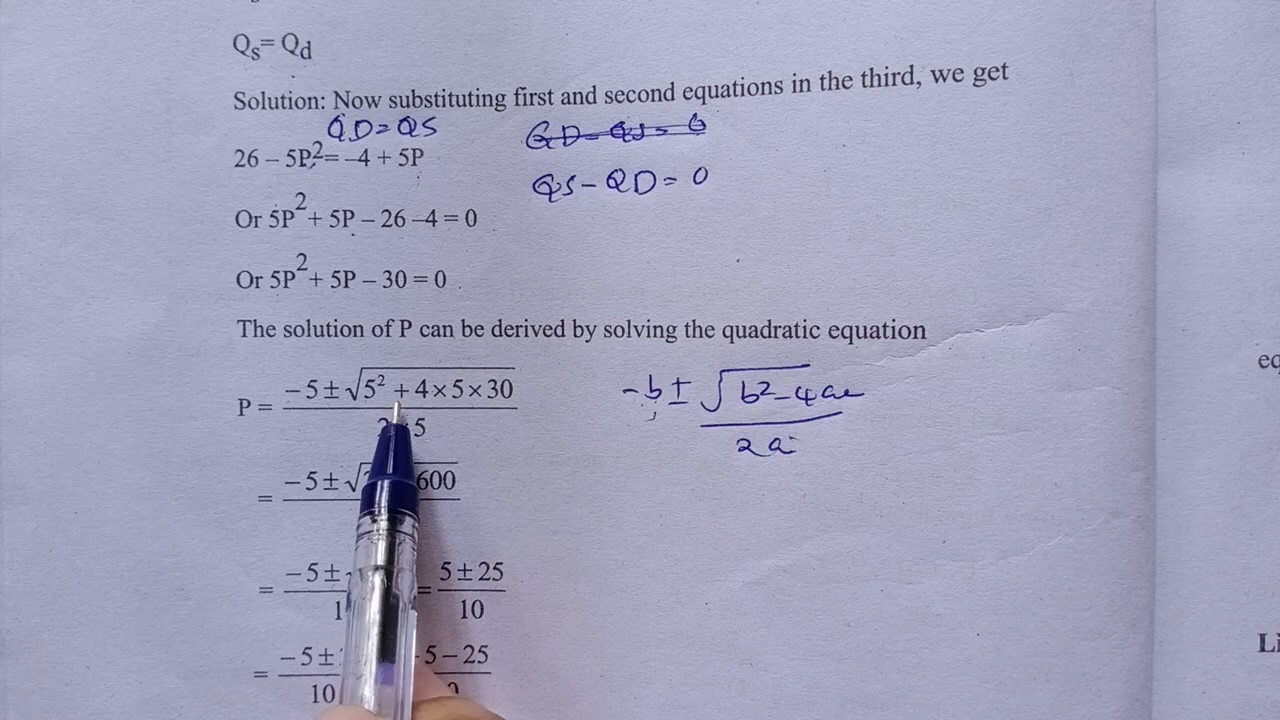 Qs= Qd
Solution: Now substituting first and second equations in the third, we get
QD=QS
QD-QS=0
26 – 5P²= –4 + 5P
QS-QD=0
Or 5P² + 5P – 26 –4 = 0
Or 5P² + 5P – 30 = 0
The solution of P can be derived by solving the quadratic equation
P = −5 ± √5² + 4 × 5 × 30
5
-b ± √b²-4ac
2a
= −5 ± √ 600
= −5 ± = 5 ± 25
1 10
= −5 ± 5 − 25
10
eq
Li